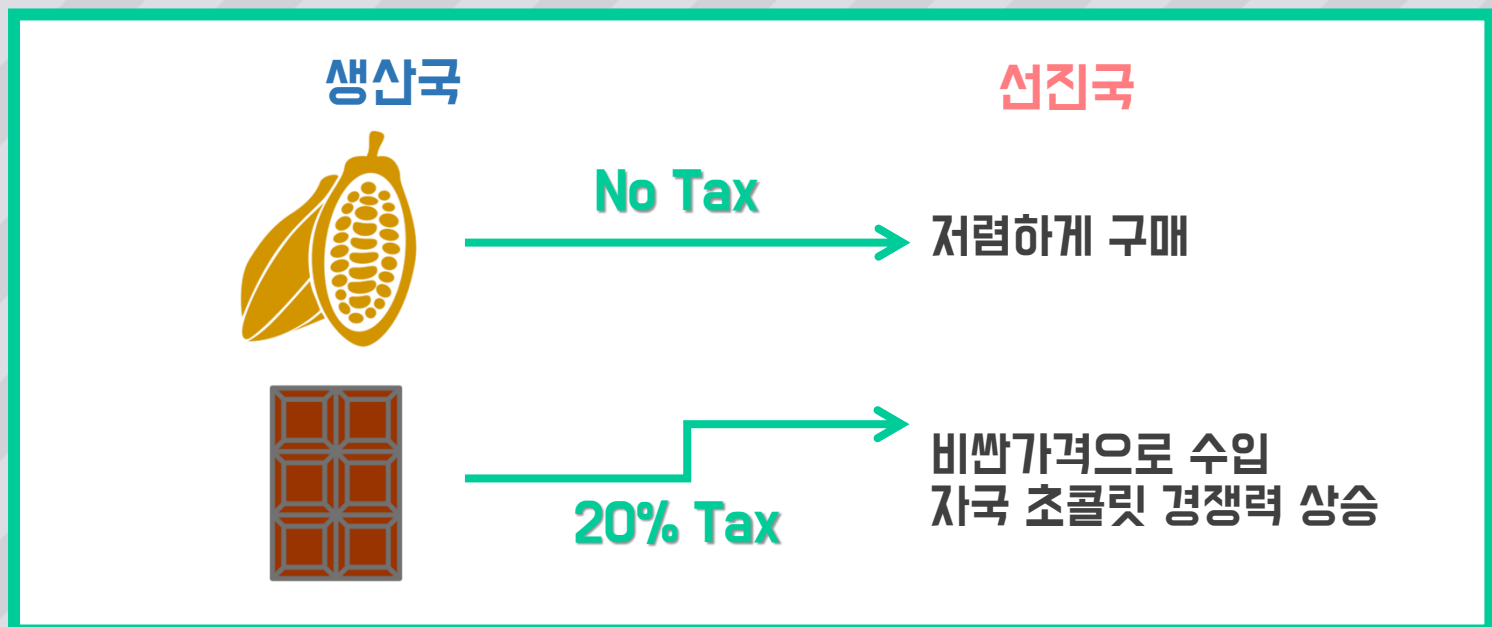 생산국
선진국
No Tax
저렴하게 구매
비싼가격으로 수입
자국 초콜릿 경쟁력 상승
20% Tax